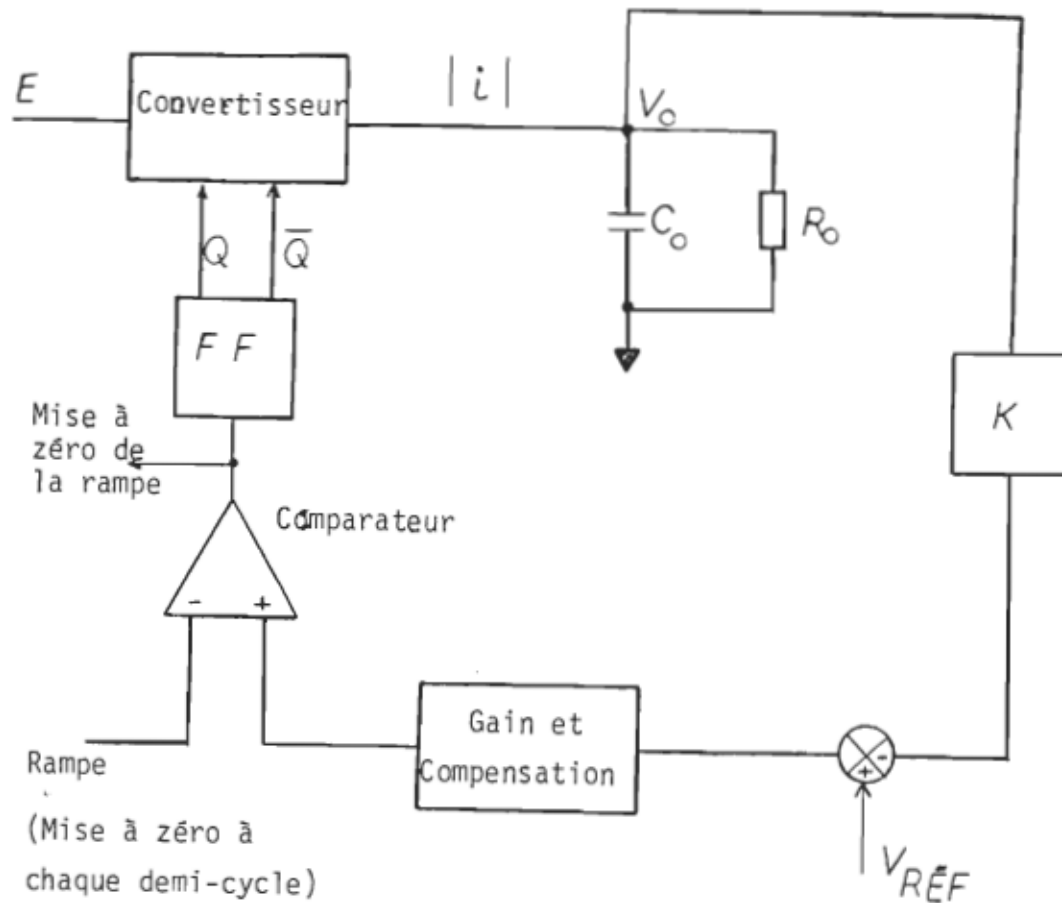 E
Convertisseur
|i|
V₀
Q
Q̅
C₀
R₀
F F
K
Mise à
zéro de
la rampe
Comparateur
-
+
Gain et
Compensation
-
+
Rampe
(Mise à zéro à
chaque demi-cycle)
V_RÉF